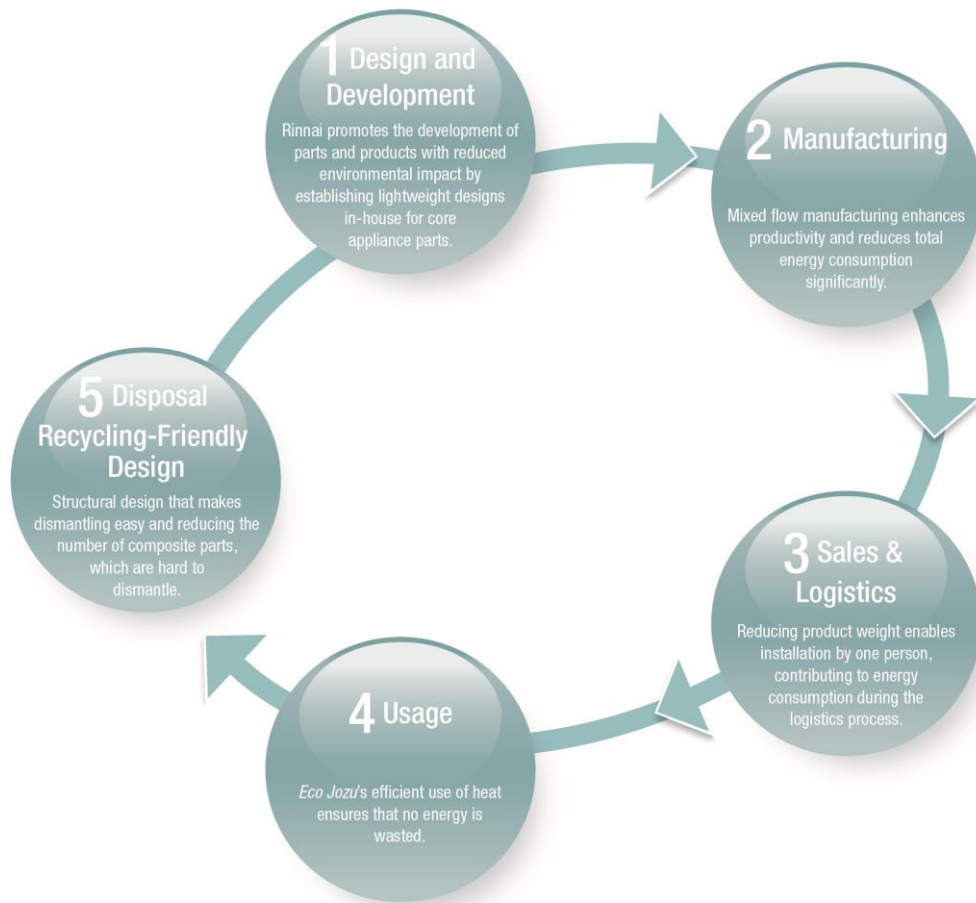 1 Design and
Development
Rinnai promotes the development of
parts and products with reduced
environmental impact by
establishing lightweight designs
in-house for core
appliance parts.
2 Manufacturing
Mixed flow manufacturing enhances
productivity and reduces total
energy consumption
significantly.
3 Sales &
Logistics
Reducing product weight enables
installation by one person,
contributing to energy
consumption during the
logistics process.
4 Usage
Eco Jozu's efficient use of heat
ensures that no energy is
wasted.
5 Disposal
Recycling-Friendly
Design
Structural design that makes
dismantling easy and reducing the
number of composite parts,
which are hard to
dismantle.